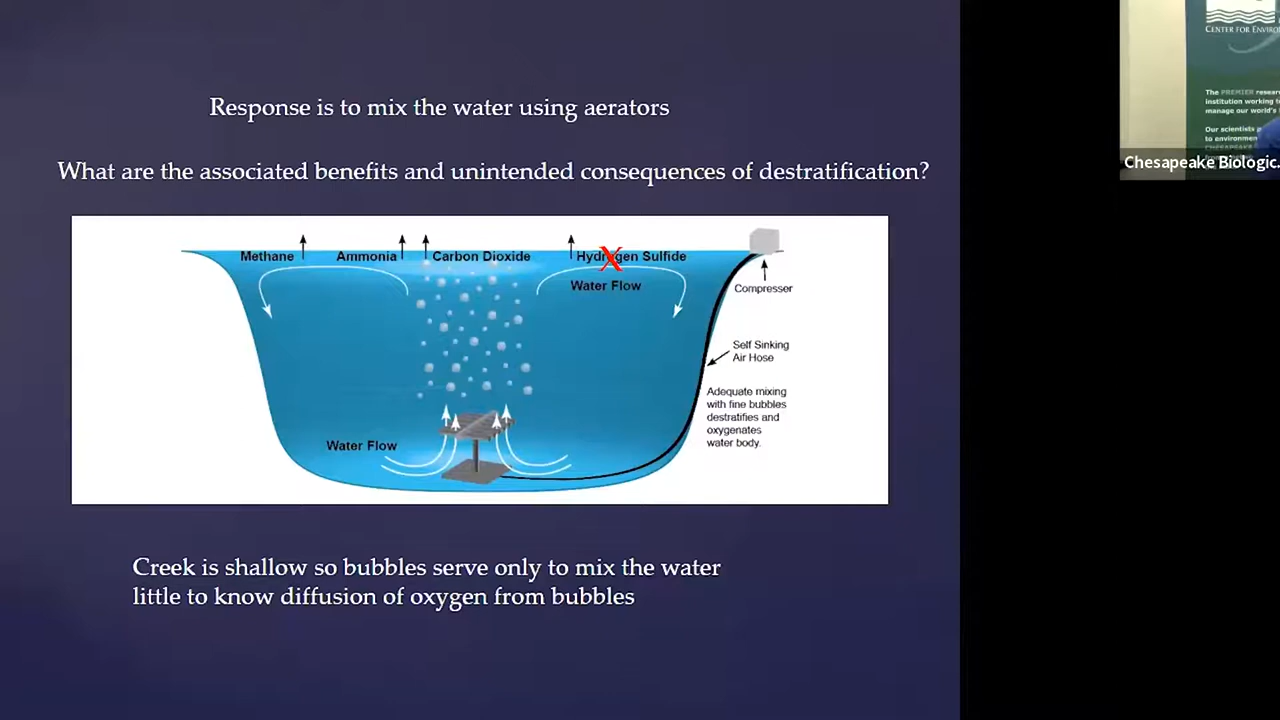 Response is to mix the water using aerators
What are the associated benefits and unintended consequences of destratification?
Methane
Ammonia
Carbon Dioxide
Hydrogen Sulfide
X
Water Flow
Compresser
Self Sinking
Air Hose
Adequate mixing
with fine bubbles
destratifies and
oxygenates
water body.
Water Flow
Creek is shallow so bubbles serve only to mix the water
little to know diffusion of oxygen from bubbles
CENTER FOR
The PREMIER
institution working
manage our world's
Our scientists
to environmen
Chesapeake Biologic...